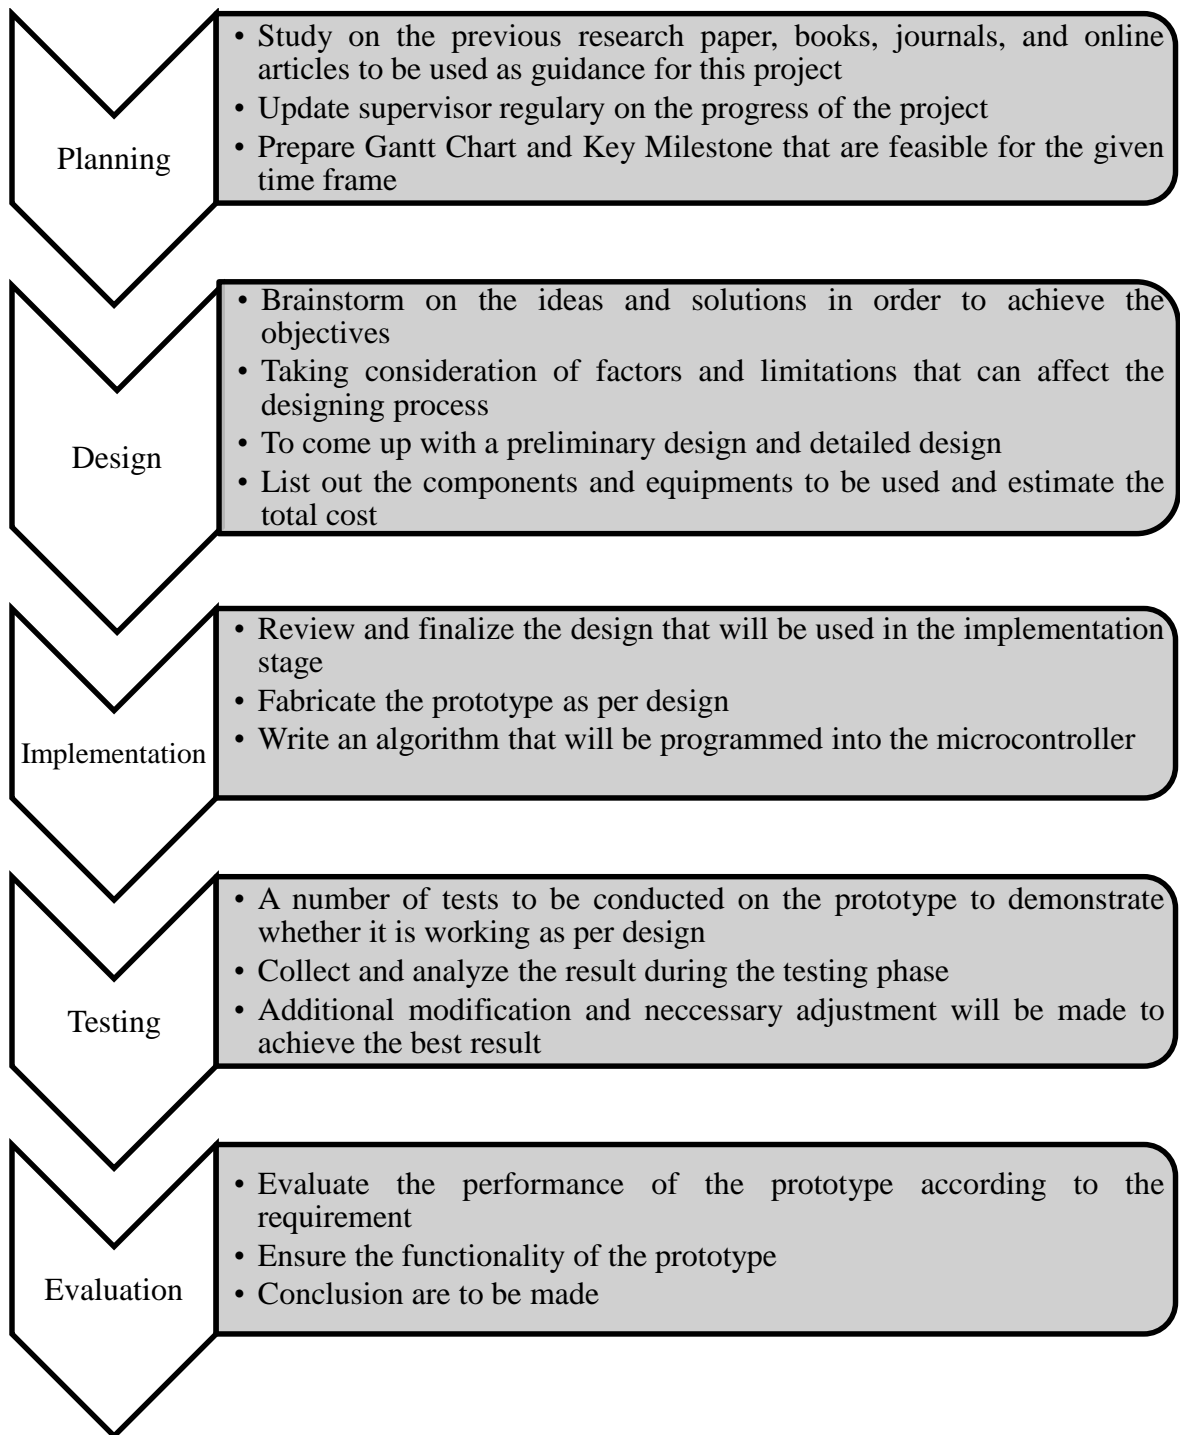 Planning
• Study on the previous research paper, books, journals, and online
articles to be used as guidance for this project
• Update supervisor regulary on the progress of the project
• Prepare Gantt Chart and Key Milestone that are feasible for the given
time frame
Design
• Brainstorm on the ideas and solutions in order to achieve the
objectives
• Taking consideration of factors and limitations that can affect the
designing process
• To come up with a preliminary design and detailed design
• List out the components and equipments to be used and estimate the
total cost
Implementation
• Review and finalize the design that will be used in the implementation
stage
• Fabricate the prototype as per design
• Write an algorithm that will be programmed into the microcontroller
Testing
• A number of tests to be conducted on the prototype to demonstrate
whether it is working as per design
• Collect and analyze the result during the testing phase
• Additional modification and neccessary adjustment will be made to
achieve the best result
Evaluation
• Evaluate the performance of the prototype according to the
requirement
• Ensure the functionality of the prototype
• Conclusion are to be made